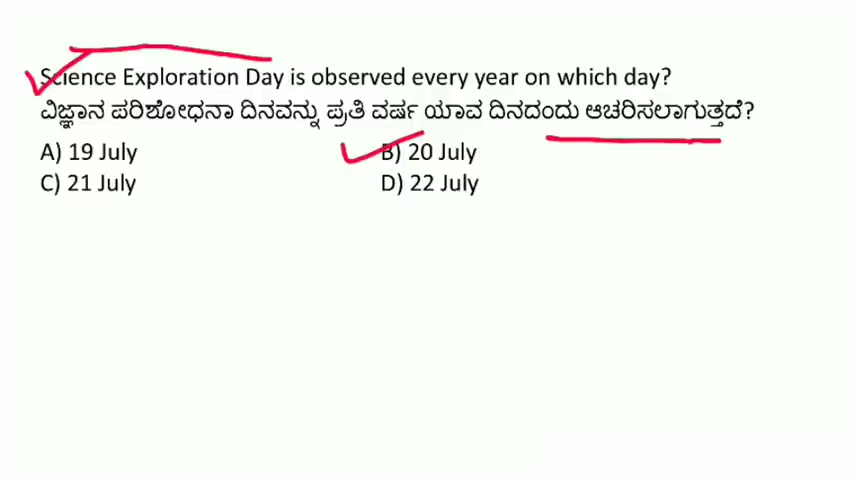 Science Exploration Day is observed every year on which day?
ವಿಜ್ಞಾನ ಪರಿಶೋಧನಾ ದಿನವನ್ನು ಪ್ರತಿ ವರ್ಷ ಯಾವ ದಿನದಂದು ಆಚರಿಸಲಾಗುತ್ತದೆ?
A) 19 July B) 20 July
C) 21 July D) 22 July